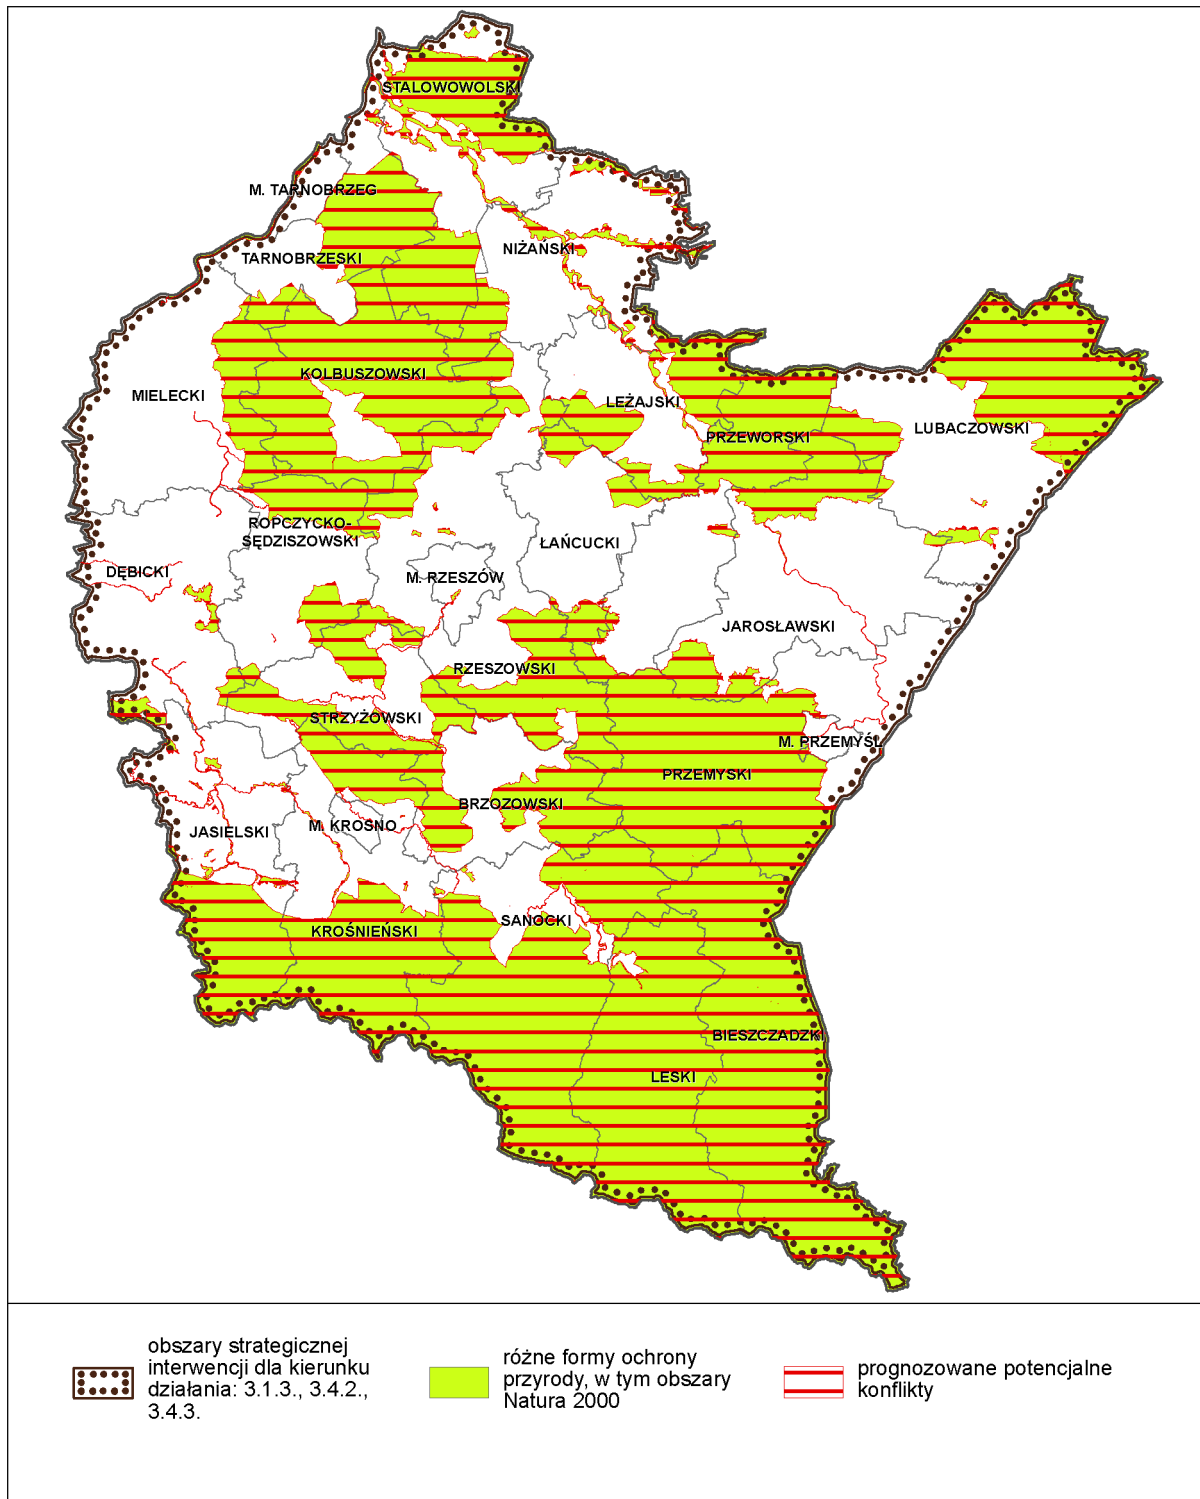 STALOWOWOLSKI
M. TARNOBRZEG
NIŻAŃSKI
TARNOBRZESKI
KOLBUSZOWSKI
MIELECKI
LEŻAJSKI
LUBACZOWSKI
PRZEWORSKI
ROPCZYCKO-
SĘDZISZOWSKI
ŁAŃCUCKI
DĘBICKI
M. RZESZÓW
JAROSŁAWSKI
RZESZOWSKI
STRZYŻOWSKI
M. PRZEMYŚL
PRZEMYSKI
BRZOZOWSKI
JASIELSKI
M. KROSNO
SANOCKI
KROŚNIEŃSKI
BIESZCZADZKI
LESKI
obszary strategicznej
interwencji dla kierunku
działania: 3.1.3., 3.4.2.,
3.4.3.
różne formy ochrony
przyrody, w tym obszary
Natura 2000
prognozowane potencjalne
konflikty